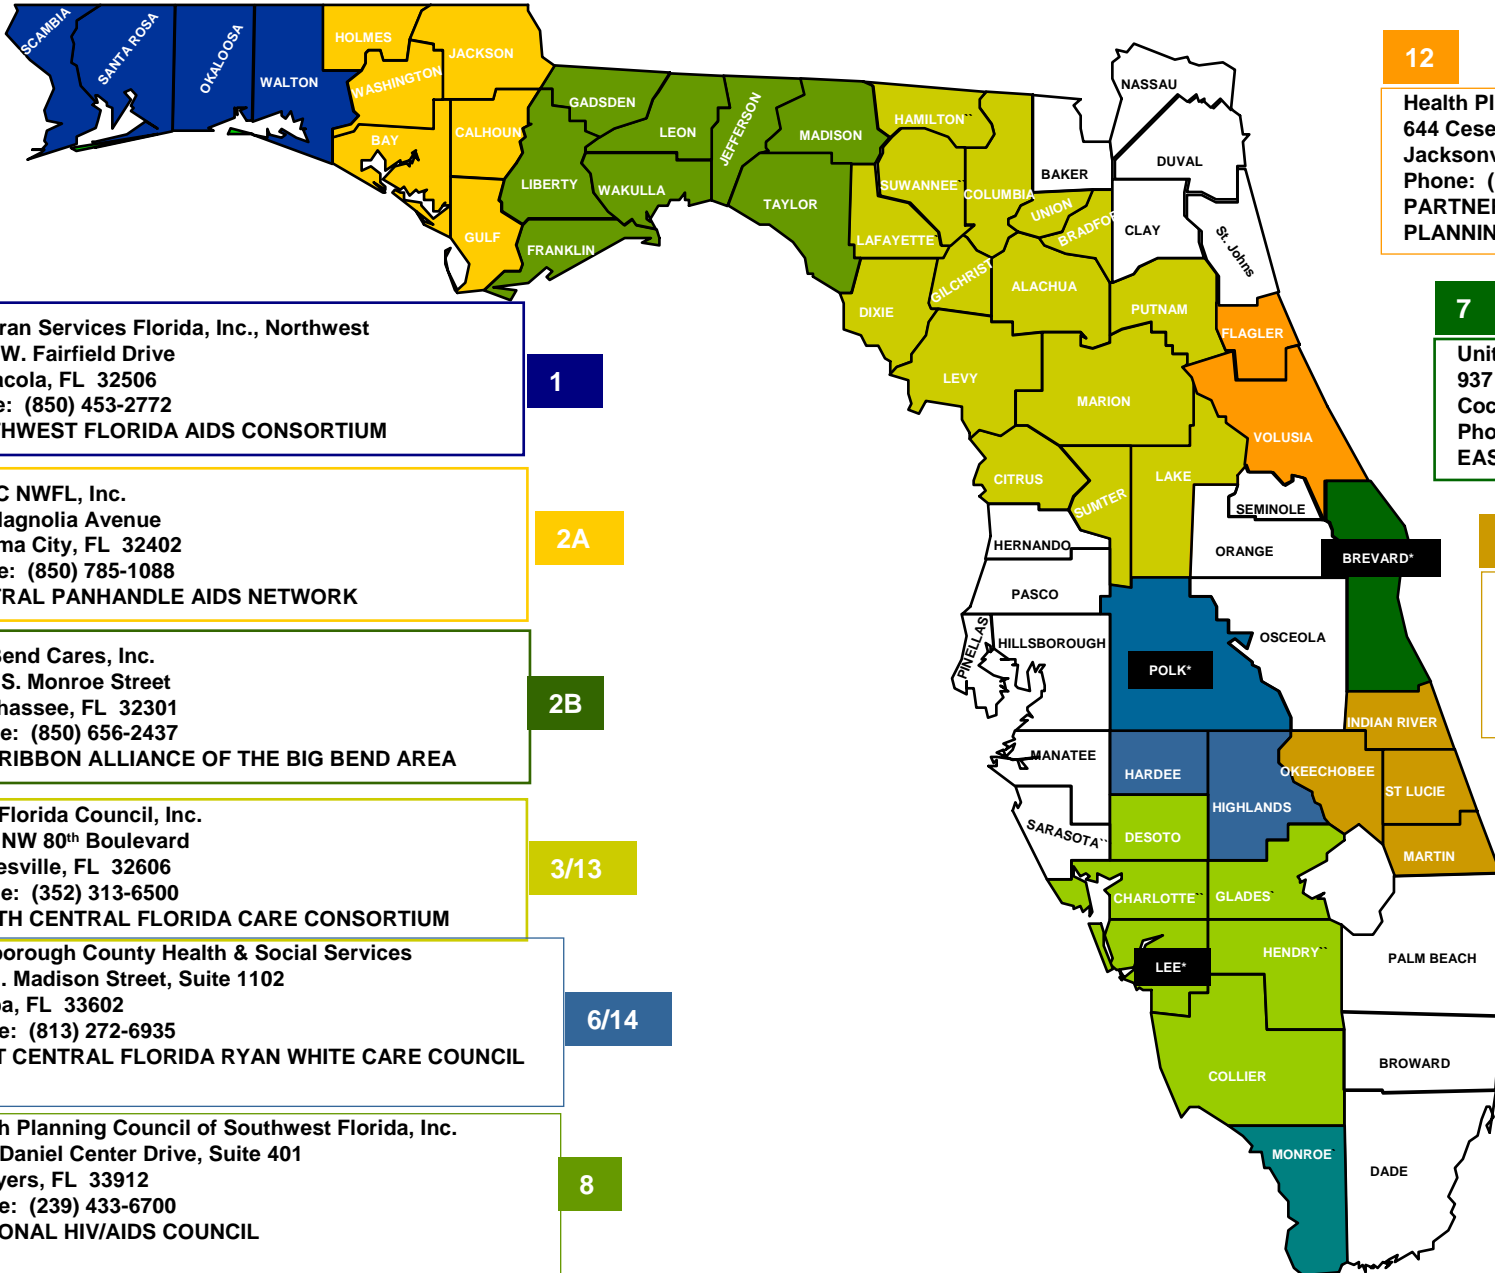 SCAMBIA
SANTA ROSA
OKALOOSA
WALTON
HOLMES
WASHINGTON
JACKSON
BAY
CALHOUN
GULF
GADSDEN
LIBERTY
LEON
WAKULLA
FRANKLIN
JEFFERSON
MADISON
TAYLOR
HAMILTON``
SUWANNEE`
LAFAYETTE`
COLUMBIA
UNION
BRADFOR
BAKER
NASSAU
DUVAL
CLAY
St. Johns
DIXIE
GILCHRIST
ALACHUA
PUTNAM
FLAGLER
LEVY
MARION
VOLUSIA
CITRUS
SUMTER
LAKE
SEMINOLE
HERNANDO
ORANGE
BREVARD*
PASCO
PINELLAS
HILLSBOROUGH
POLK*
OSCEOLA
INDIAN RIVER
MANATEE
HARDEE
HIGHLANDS
OKEECHOBEE
ST LUCIE
SARASOTA``
DESOTO
MARTIN
CHARLOTTE``
GLADES`
LEE*
HENDRY``
PALM BEACH
COLLIER
BROWARD
MONROE`
DADE
ran Services Florida, Inc., Northwest
W. Fairfield Drive
acola, FL 32506
e: (850) 453-2772
THWEST FLORIDA AIDS CONSORTIUM
1
C NWFL, Inc.
Magnolia Avenue
ma City, FL 32402
e: (850) 785-1088
TRAL PANHANDLE AIDS NETWORK
2A
Bend Cares, Inc.
S. Monroe Street
hassee, FL 32301
e: (850) 656-2437
RIBBON ALLIANCE OF THE BIG BEND AREA
2B
Florida Council, Inc.
NW 80th Boulevard
esville, FL 32606
e: (352) 313-6500
TH CENTRAL FLORIDA CARE CONSORTIUM
3/13
borough County Health & Social Services
. Madison Street, Suite 1102
pa, FL 33602
e: (813) 272-6935
T CENTRAL FLORIDA RYAN WHITE CARE COUNCIL
6/14
h Planning Council of Southwest Florida, Inc.
Daniel Center Drive, Suite 401
yers, FL 33912
e: (239) 433-6700
IONAL HIV/AIDS COUNCIL
8
12
Health Pl
644 Cese
Jacksonv
Phone: (
PARTNE
PLANNIN
7
Unit
937
Coc
Pho
EAS